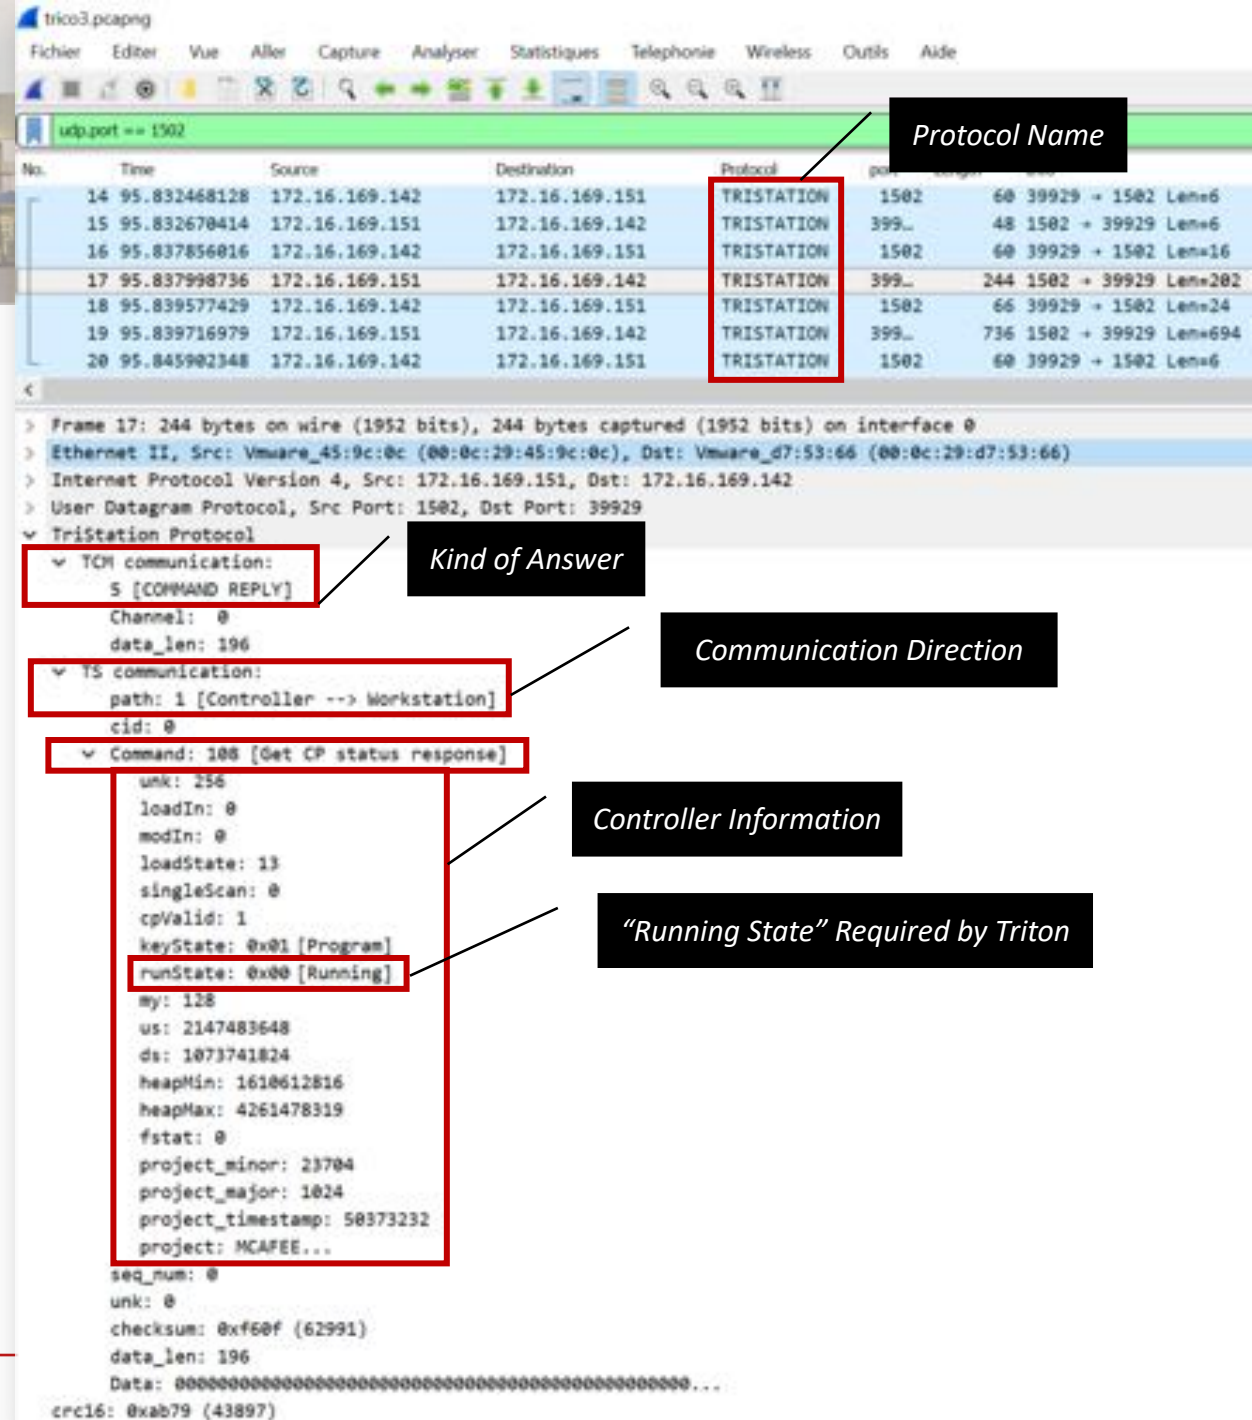 trico3.pcapng
Fichier Editer Vue Aller Capture Analyser Statistiques Telephonie Wireless Outils Aide
udp.port == 1502
Protocol Name
No. Time Source Destination Protocol
14 95.832468128 172.16.169.142 172.16.169.151 TRISTATION 1502 60 39929 → 1502 Len=6
15 95.832670414 172.16.169.151 172.16.169.142 TRISTATION 399… 48 1502 → 39929 Len=6
16 95.837856016 172.16.169.142 172.16.169.151 TRISTATION 1502 60 39929 → 1502 Len=16
17 95.837998736 172.16.169.151 172.16.169.142 TRISTATION 399… 244 1502 → 39929 Len=202
18 95.839577429 172.16.169.142 172.16.169.151 TRISTATION 1502 66 39929 → 1502 Len=24
19 95.839716979 172.16.169.151 172.16.169.142 TRISTATION 399… 736 1502 → 39929 Len=694
20 95.845902348 172.16.169.142 172.16.169.151 TRISTATION 1502 60 39929 → 1502 Len=6
Frame 17: 244 bytes on wire (1952 bits), 244 bytes captured (1952 bits) on interface 0
Ethernet II, Src: Vmware_45:9c:0c (00:0c:29:45:9c:0c), Dst: Vmware_d7:53:66 (00:0c:29:d7:53:66)
Internet Protocol Version 4, Src: 172.16.169.151, Dst: 172.16.169.142
User Datagram Protocol, Src Port: 1502, Dst Port: 39929
TriStation Protocol
TCM communication:
Kind of Answer
5 [COMMAND REPLY]
Channel: 0
data_len: 196
Communication Direction
TS communication:
path: 1 [Controller --> Workstation]
cid: 0
Command: 108 [Get CP status response]
unk: 256
loadIn: 0
Controller Information
modIn: 0
loadState: 13
singleScan: 0
cpValid: 1
“Running State” Required by Triton
keyState: 0x01 [Program]
runState: 0x00 [Running]
my: 128
us: 2147483648
ds: 1073741824
heapMin: 1610612816
heapMax: 4261478319
fstat: 0
project_minor: 23704
project_major: 1024
project_timestamp: 50373232
project: MCAFEE...
seq_num: 0
unk: 0
checksum: 0xf60f (62991)
data_len: 196
crc16: 0xab79 (43897)